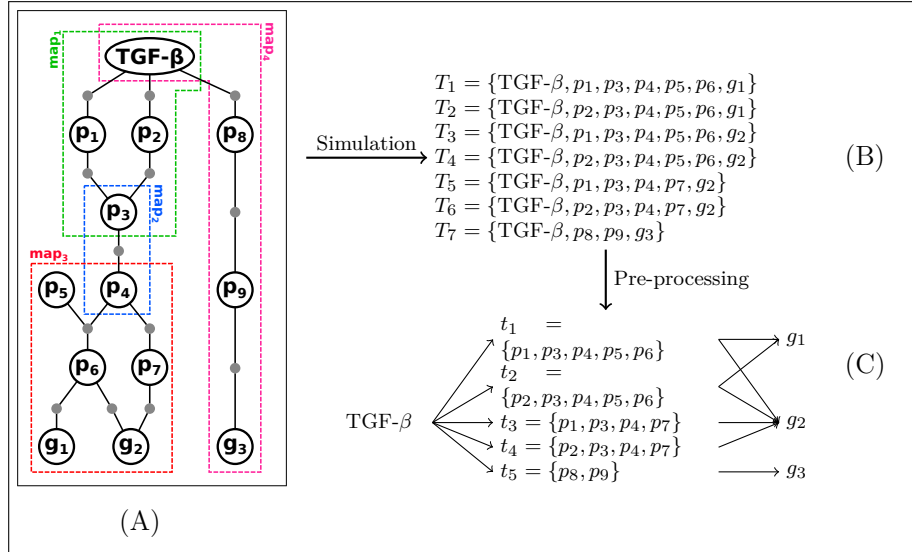 map₁
map₄
TGF-β
p₁ p₂ p₈
p₃
map₂
map₃
p₅ p₄ p₉
p₆ p₇
g₁ g₂ g₃
(A)
Simulation
T₁ = {TGF-β, p₁, p₃, p₄, p₅, p₆, g₁}
T₂ = {TGF-β, p₂, p₃, p₄, p₅, p₆, g₁}
T₃ = {TGF-β, p₁, p₃, p₄, p₅, p₆, g₂}
T₄ = {TGF-β, p₂, p₃, p₄, p₅, p₆, g₂}
T₅ = {TGF-β, p₁, p₃, p₄, p₇, g₂}
T₆ = {TGF-β, p₂, p₃, p₄, p₇, g₂}
T₇ = {TGF-β, p₈, p₉, g₃}
(B)
Pre-processing
TGF-β
t₁ =
{p₁, p₃, p₄, p₅, p₆}
t₂ =
{p₂, p₃, p₄, p₅, p₆}
t₃ = {p₁, p₃, p₄, p₇}
t₄ = {p₂, p₃, p₄, p₇}
t₅ = {p₈, p₉}
g₁
g₂
g₃
(C)